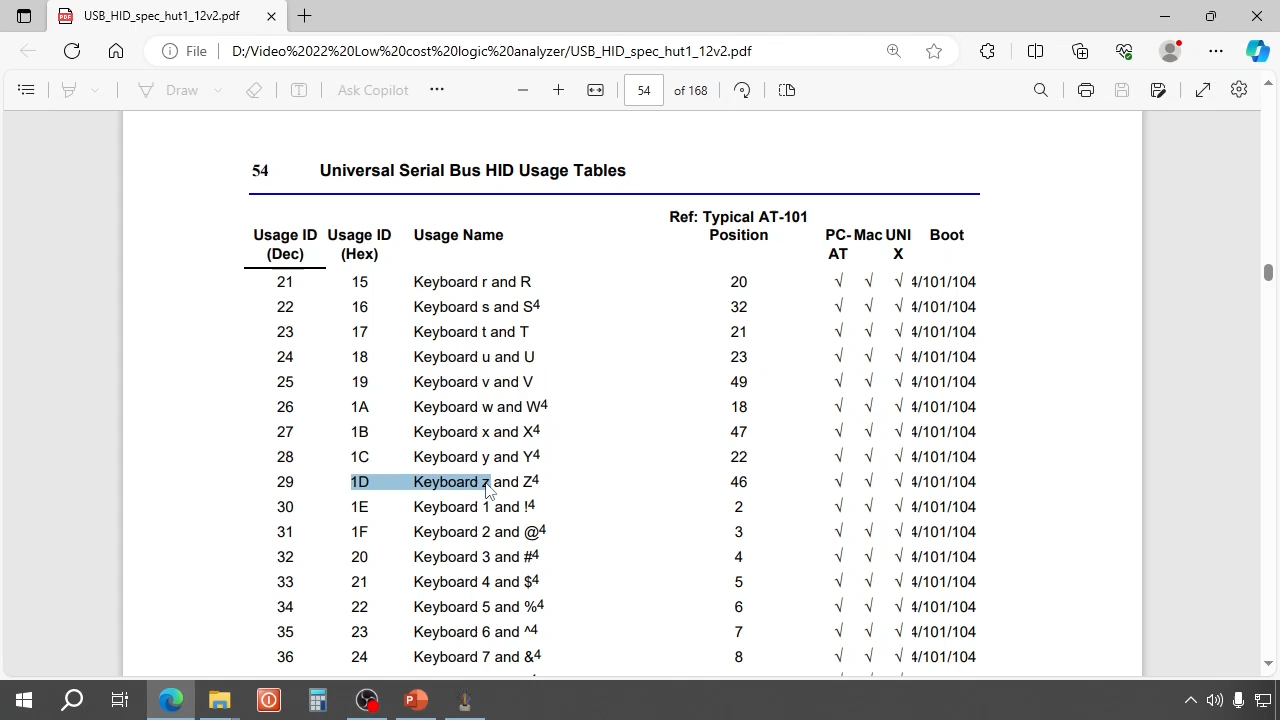 USB_HID_spec_hut1_12v2.pdf
File
D:/Video%2022%20Low%20cost%20logic%20analyser/USB_HID_spec_hut1_12v2.pdf
Draw
Ask Copilot
54 of 168
54 Universal Serial Bus HID Usage Tables
Ref: Typical AT-101
Usage ID Usage ID Usage Name Position PC- Mac UNI Boot
(Dec) (Hex) AT X
21 15 Keyboard r and R 20 √ √ √ 4/101/104
22 16 Keyboard s and S4 32 √ √ √ 4/101/104
23 17 Keyboard t and T 21 √ √ √ 4/101/104
24 18 Keyboard u and U 23 √ √ √ 4/101/104
25 19 Keyboard v and V 49 √ √ √ 4/101/104
26 1A Keyboard w and W4 18 √ √ √ 4/101/104
27 1B Keyboard x and X4 47 √ √ √ 4/101/104
28 1C Keyboard y and Y4 22 √ √ √ 4/101/104
29 1D Keyboard z and Z4 46 √ √ √ 4/101/104
30 1E Keyboard 1 and !4 2 √ √ √ 4/101/104
31 1F Keyboard 2 and @4 3 √ √ √ 4/101/104
32 20 Keyboard 3 and #4 4 √ √ √ 4/101/104
33 21 Keyboard 4 and $4 5 √ √ √ 4/101/104
34 22 Keyboard 5 and %4 6 √ √ √ 4/101/104
35 23 Keyboard 6 and ^4 7 √ √ √ 4/101/104
36 24 Keyboard 7 and &4 8 √ √ √ 4/101/104